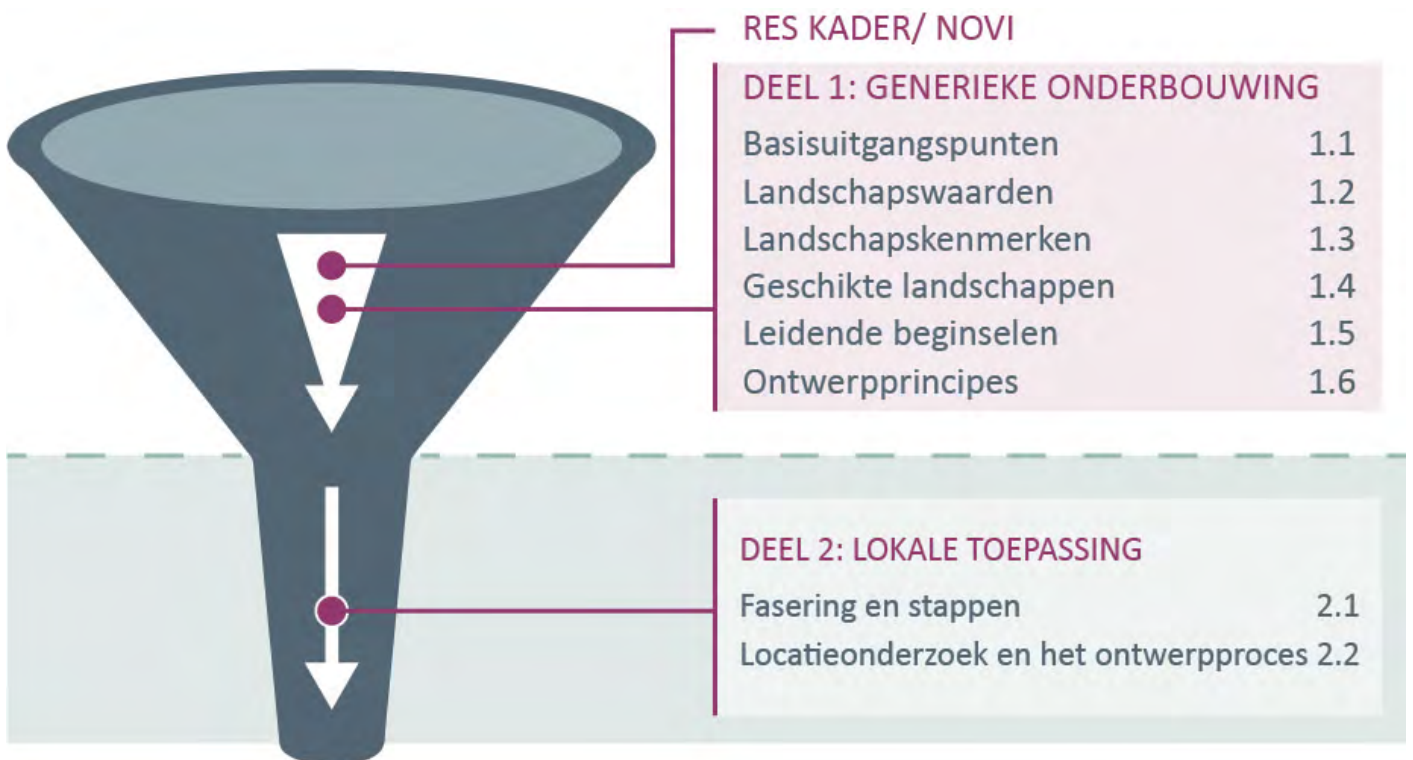 RES KADER/ NOVI
DEEL 1: GENERIEKE ONDERBOUWING
Basisuitgangspunten 1.1
Landschapswaarden 1.2
Landschapskenmerken 1.3
Geschikte landschappen 1.4
Leidende beginselen 1.5
Ontwerpprincipes 1.6
DEEL 2: LOKALE TOEPASSING
Fasering en stappen 2.1
Locatieonderzoek en het ontwerpproces 2.2